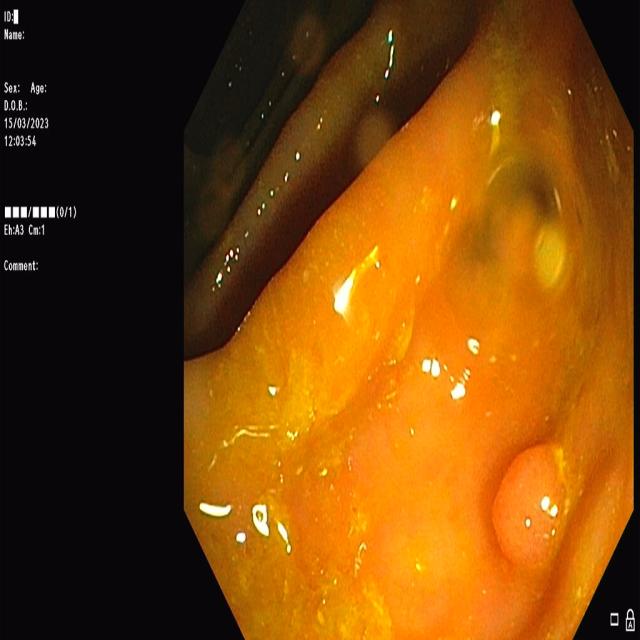 ID:
Name:
Sex: Age:
D.O.B.:
15/03/2023
12:03:54
■■■/■■■(0/1)
Eh:A3 Cm:1
Comment:
A